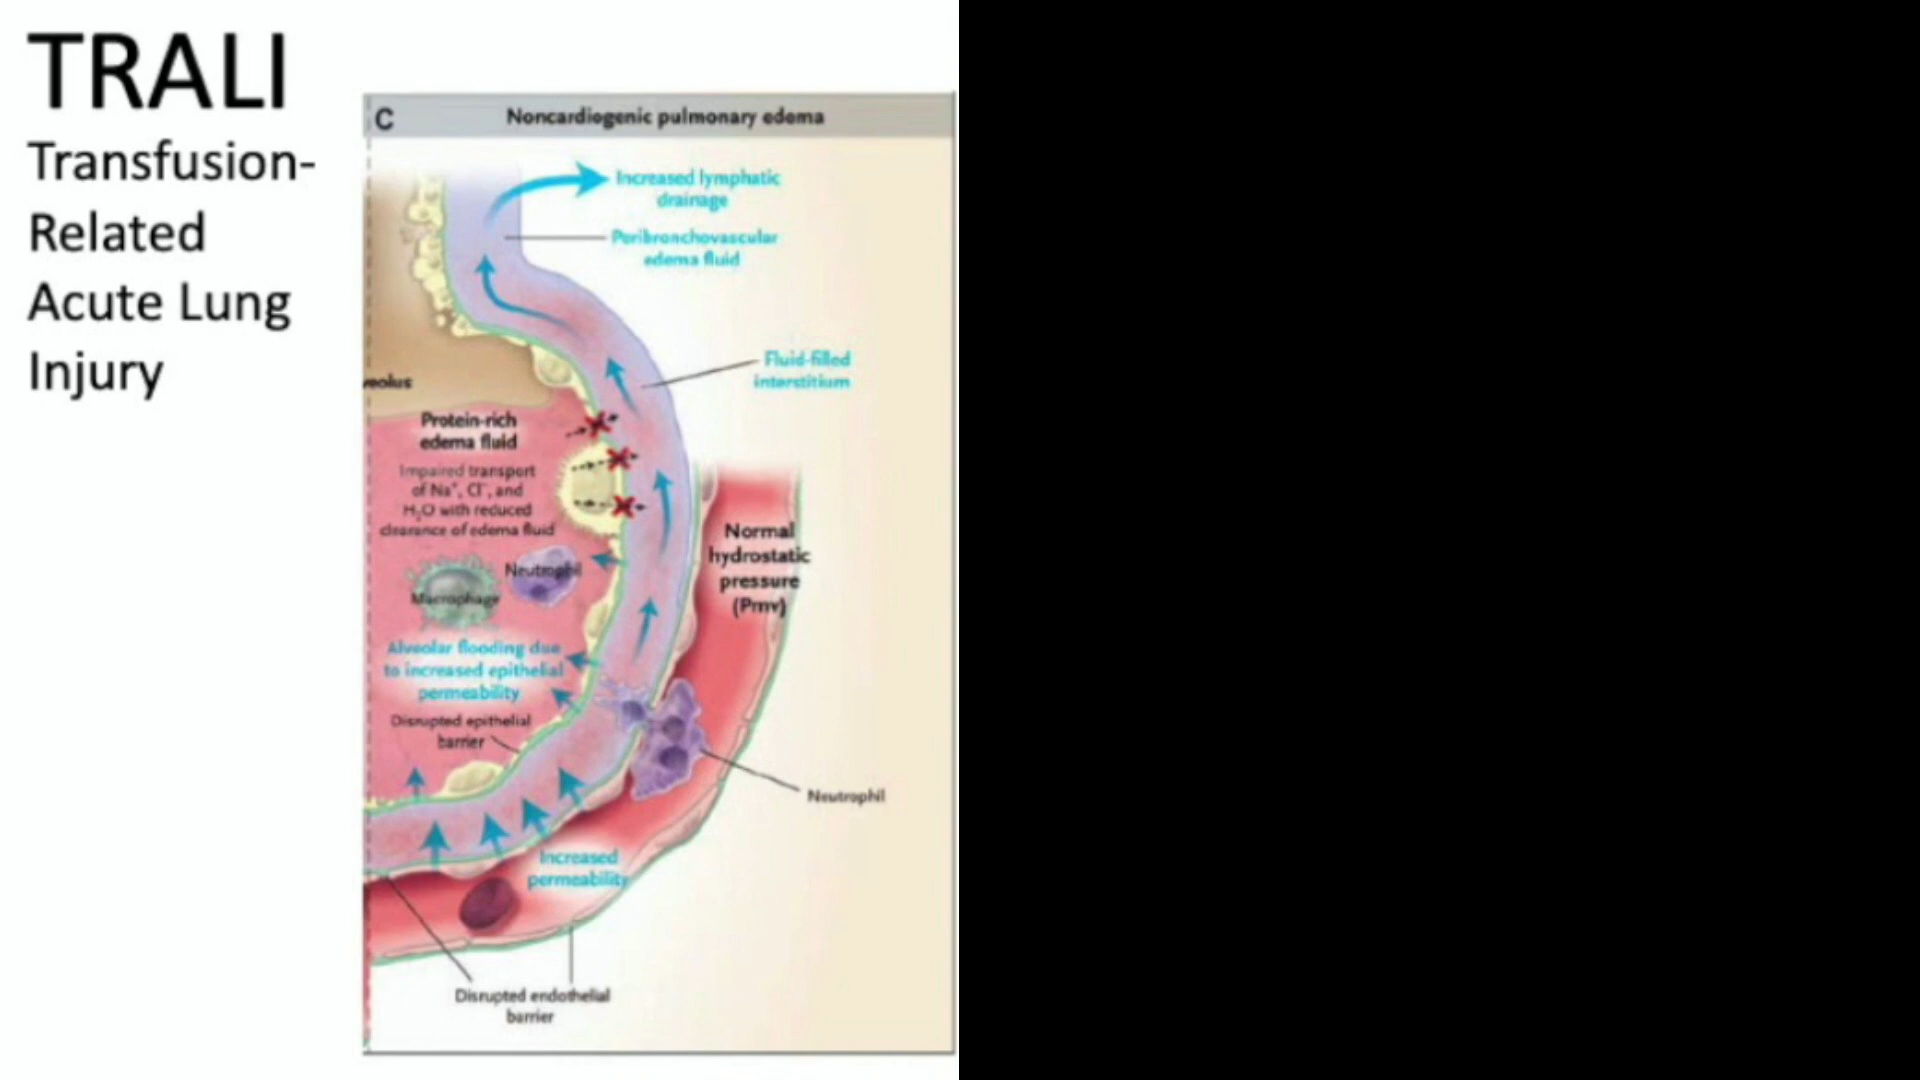 TRALI
Transfusion-
Related
Acute Lung
Injury
C
Noncardiogenic pulmonary edema
Increased lymphatic
drainage
Peribronchovascular
edema fluid
Fluid-filled
interstitium
veolus
Protein-rich
edema fluid
Impaired transport
of Na⁺, Cl⁻, and
H₂O with reduced
clearance of edema fluid
Normal
hydrostatic
pressure
(Pmv)
Neutrophil
Macrophage
Alveolar flooding due
to increased epithelial
permeability
Disrupted epithelial
barrier
Neutrophil
Increased
permeability
Disrupted endothelial
barrier